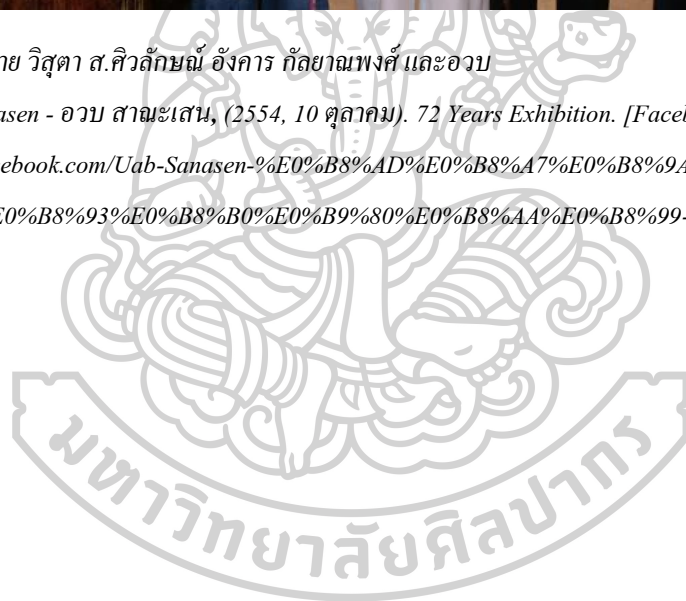 าย วิสุตา ส.ศิวลักษณ์ อังคาร กัลยาณพงศ์ และอวบ
asen - อวบ สาณะเสน, (2554, 10 ตุลาคม). 72 Years Exhibition. [Faceb
cebook.com/Uab-Sanasen-%E0%B8%AD%E0%B8%A7%E0%B8%9A
E0%B8%93%E0%B8%B0%E0%B9%80%E0%B8%AA%E0%B8%99-
มหาวิทยาลัยศิลปากร